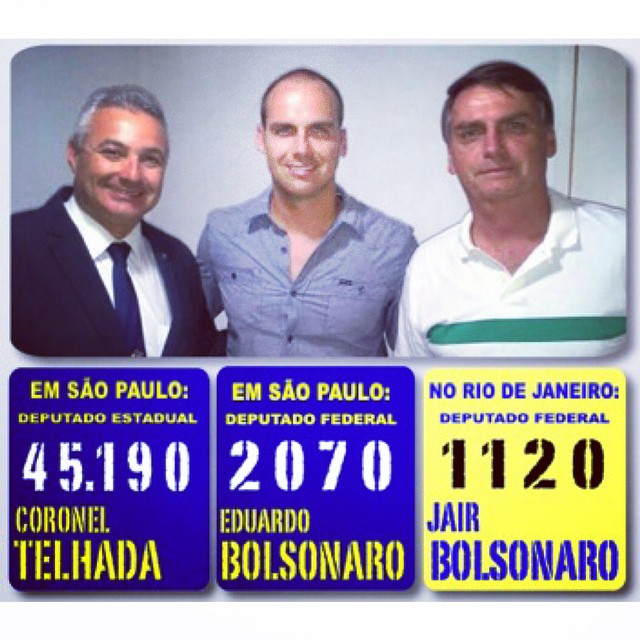 EM SÃO PAULO:
DEPUTADO ESTADUAL
45.190
CORONEL
TELHADA
EM SÃO PAULO:
DEPUTADO FEDERAL
2070
EDUARDO
BOLSONARO
NO RIO DE JANEIRO:
DEPUTADO FEDERAL
1120
JAIR
BOLSONARO